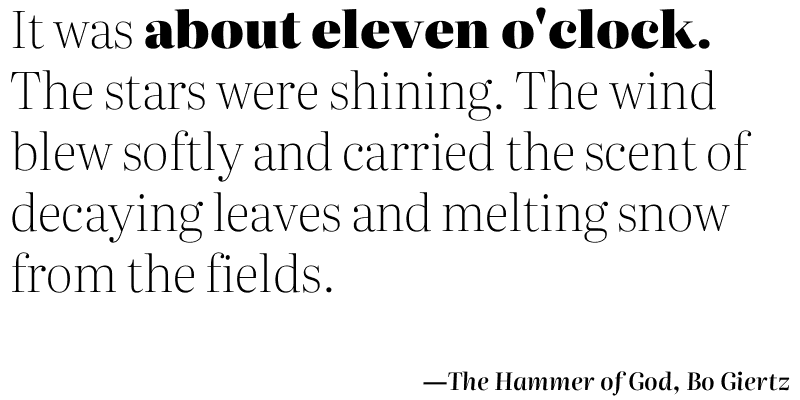 It was about eleven o'clock.
The stars were shining. The wind
blew softly and carried the scent of
decaying leaves and melting snow
from the fields.
—The Hammer of God, Bo Giertz